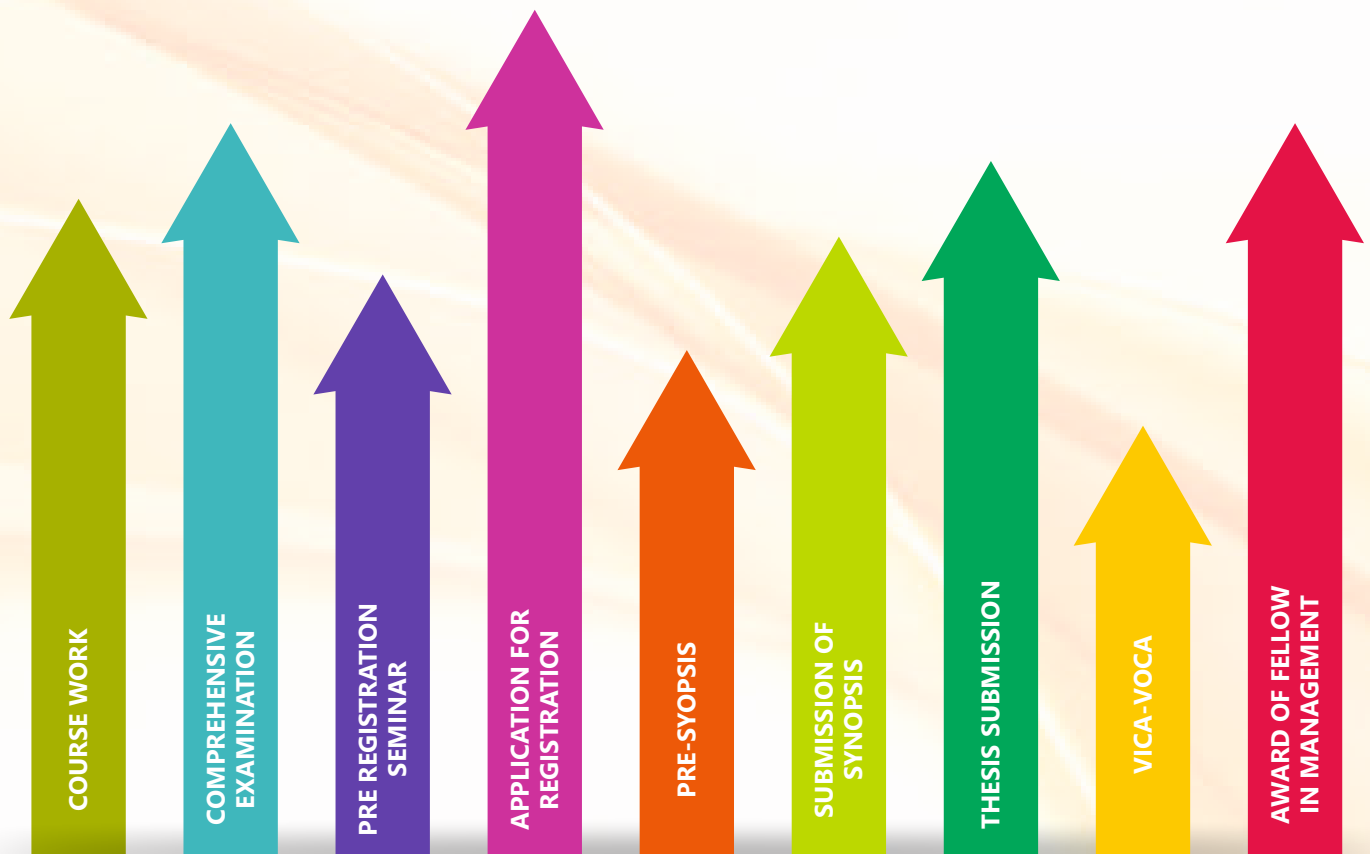 COURSE WORK
COMPREHENSIVE
EXAMINATION
PRE REGISTRATION
SEMINAR
APPLICATION FOR
REGISTRATION
PRE-SYOPSIS
SUBMISSION OF
SYNOPSIS
THESIS SUBMISSION
VICA-VOCA
AWARD OF FELLOW
IN MANAGEMENT